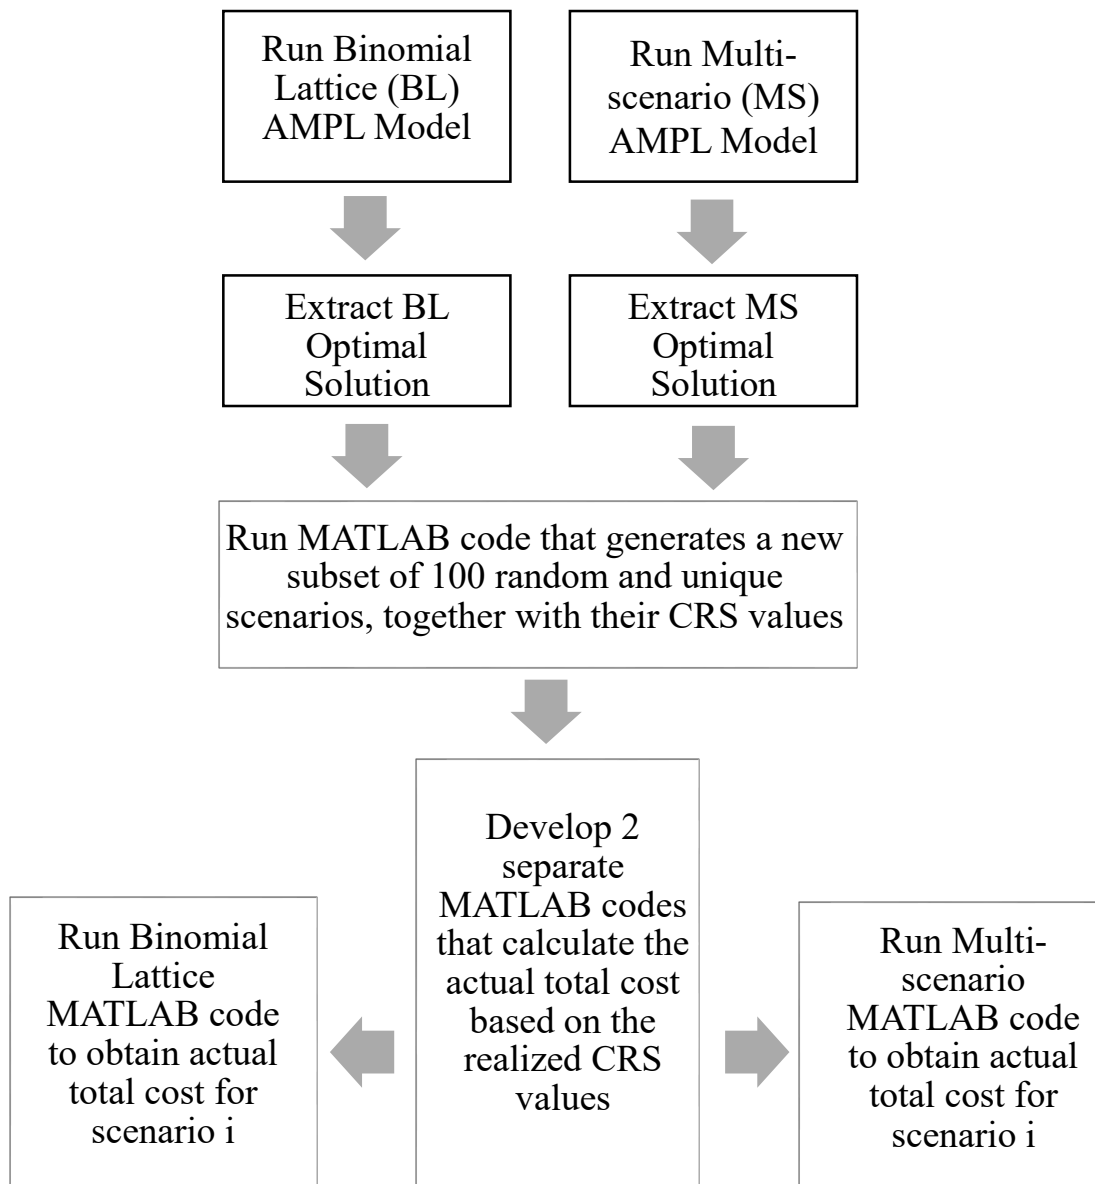 Run Binomial
Lattice (BL)
AMPL Model
Run Multi-
scenario (MS)
AMPL Model
Extract BL
Optimal
Solution
Extract MS
Optimal
Solution
Run MATLAB code that generates a new
subset of 100 random and unique
scenarios, together with their CRS values
Develop 2
separate
MATLAB codes
that calculate the
actual total cost
based on the
realized CRS
values
Run Binomial
Lattice
MATLAB code
to obtain actual
total cost for
scenario i
Run Multi-
scenario
MATLAB code
to obtain actual
total cost for
scenario i